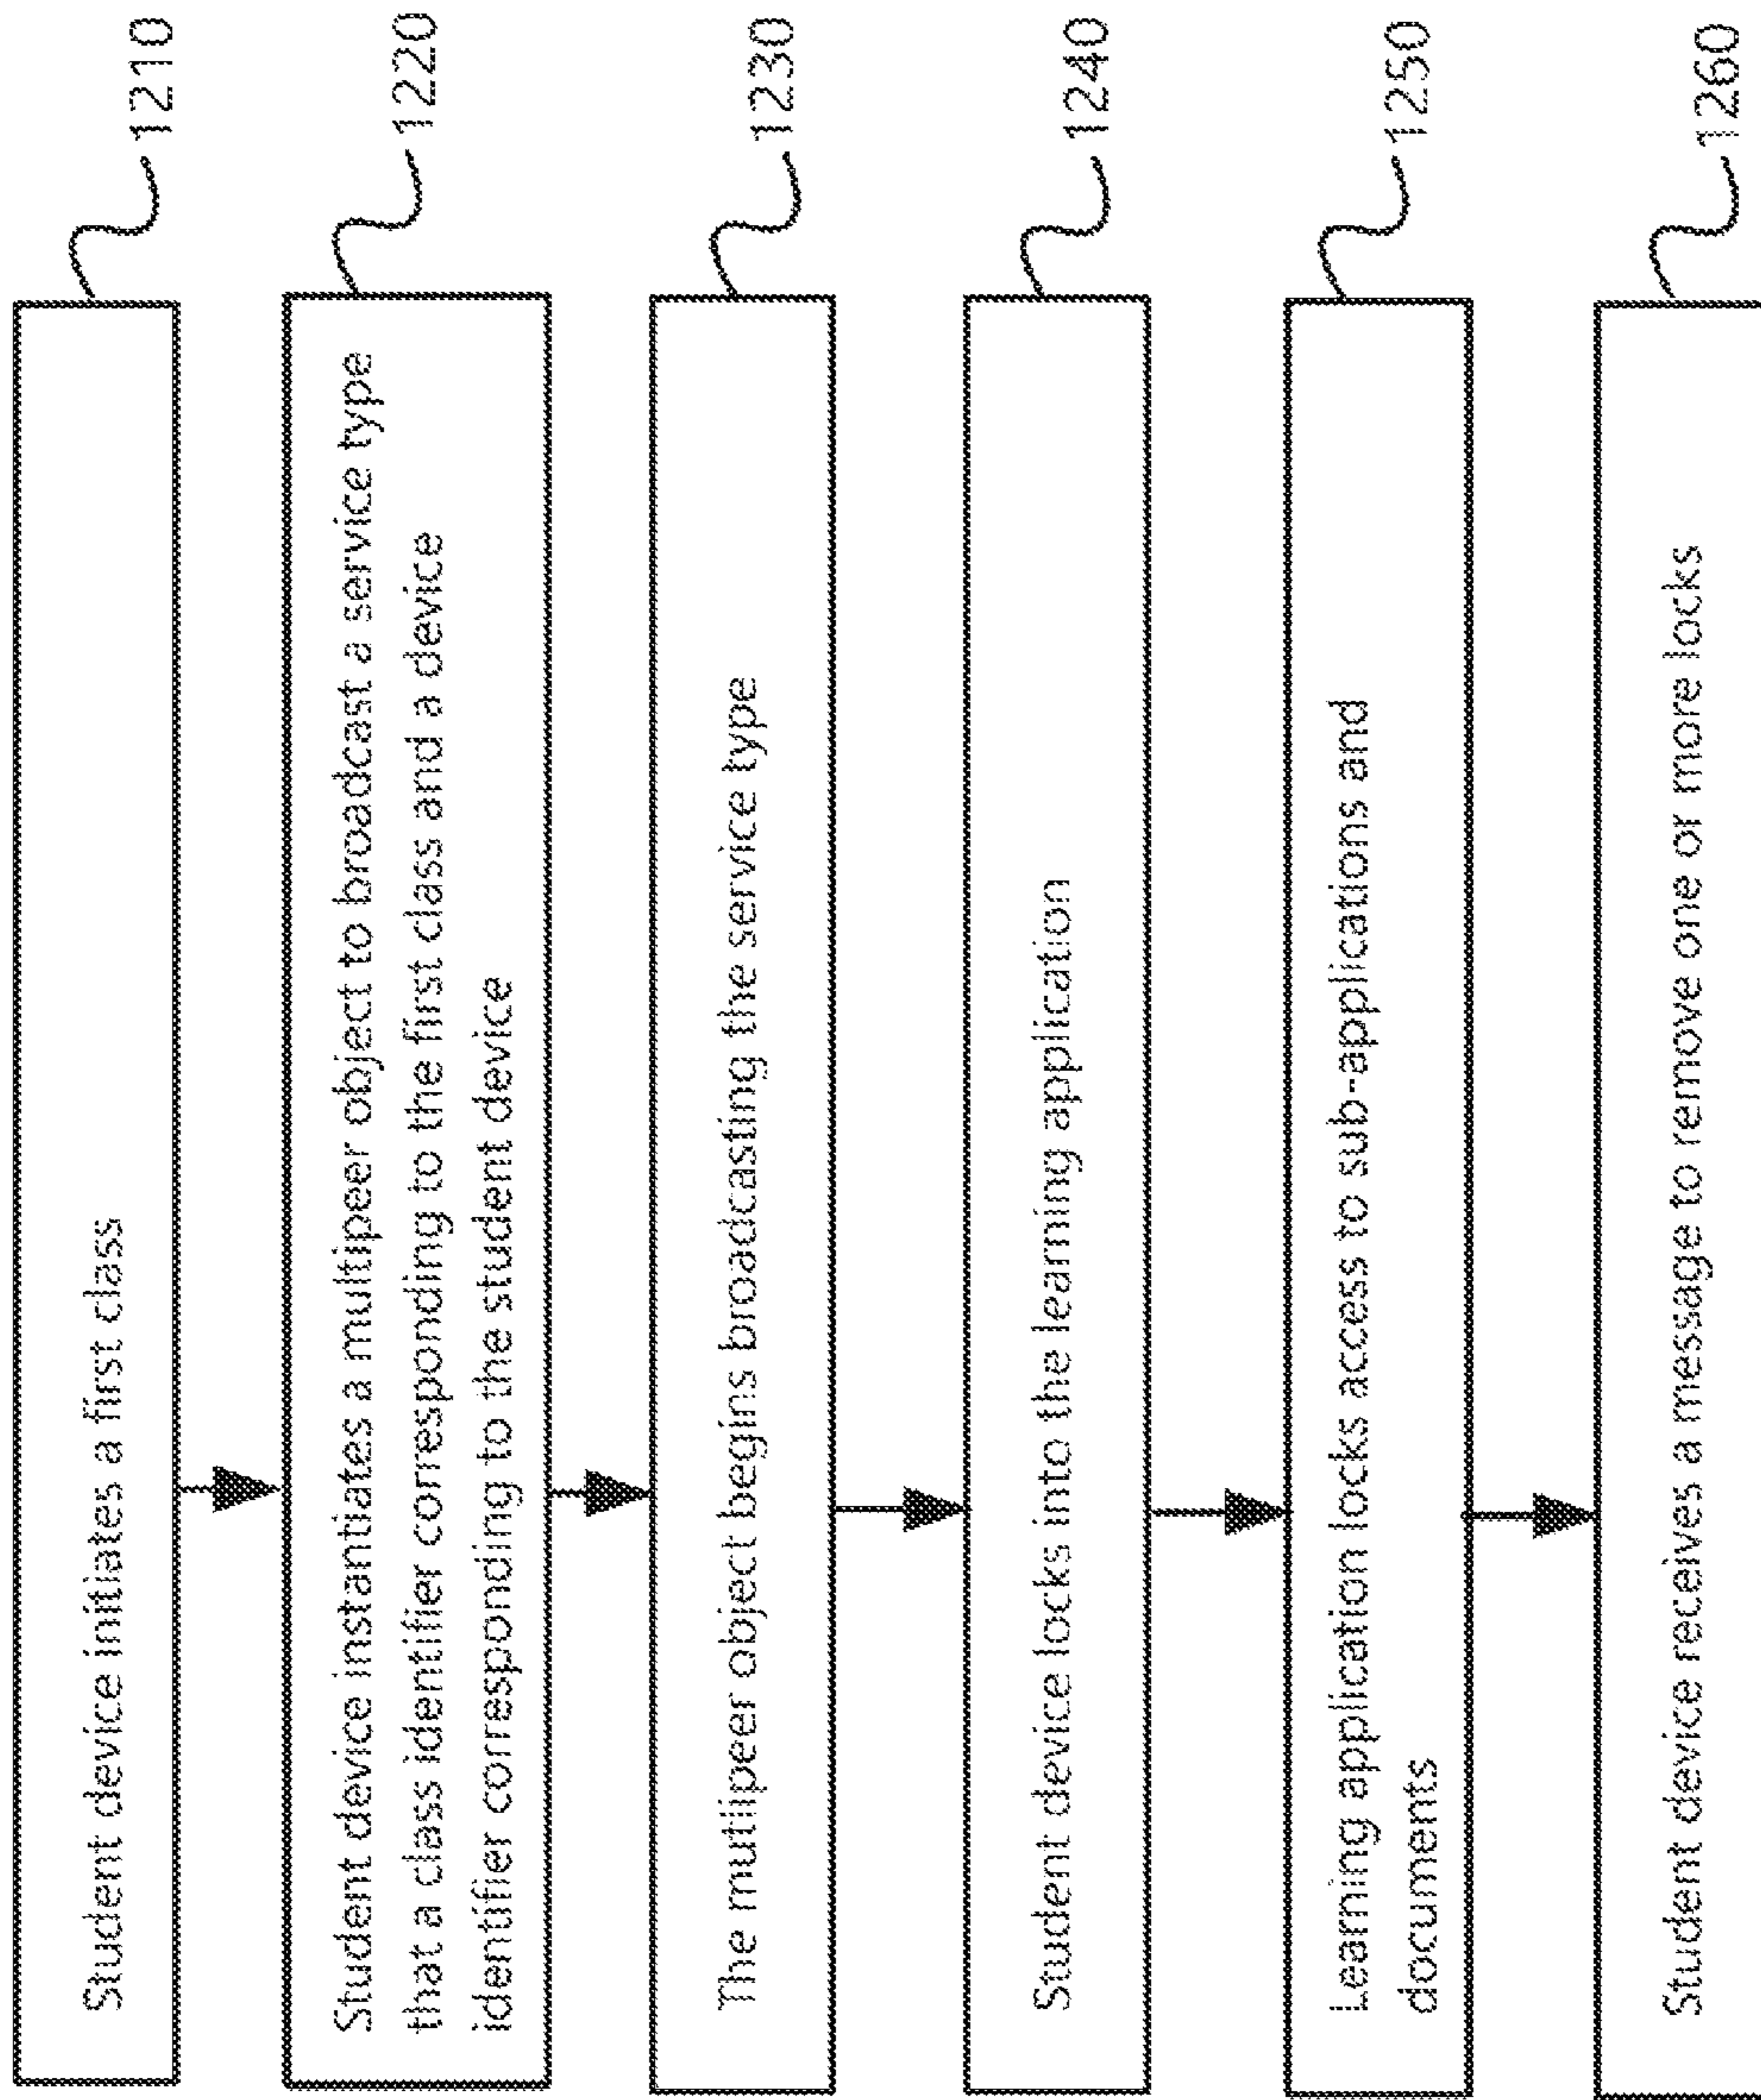 Student device initiates a first class
1210
Student device instantiates a multipeer object to broadcast a service type
that a class identifier corresponding to the first class and a device
identifier corresponding to the student device
1220
The mutlipeer object begins broadcasting the service type
1230
Student device locks into the learning application
1240
Learning application locks access to sub-applications and
documents
1250
Student device receives a message to remove one or more locks
1260